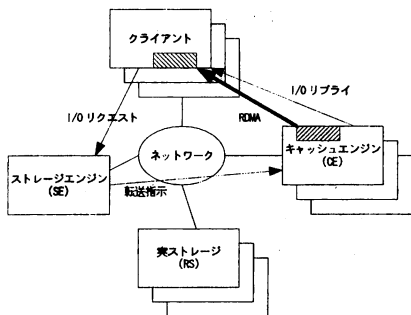 クライアント
I/O リプライ
I/O リクエスト
RDMA
ネットワーク
キャッシュエンジン
(CE)
ストレージエンジン
(SE)
転送指示
実ストレージ
(RS)